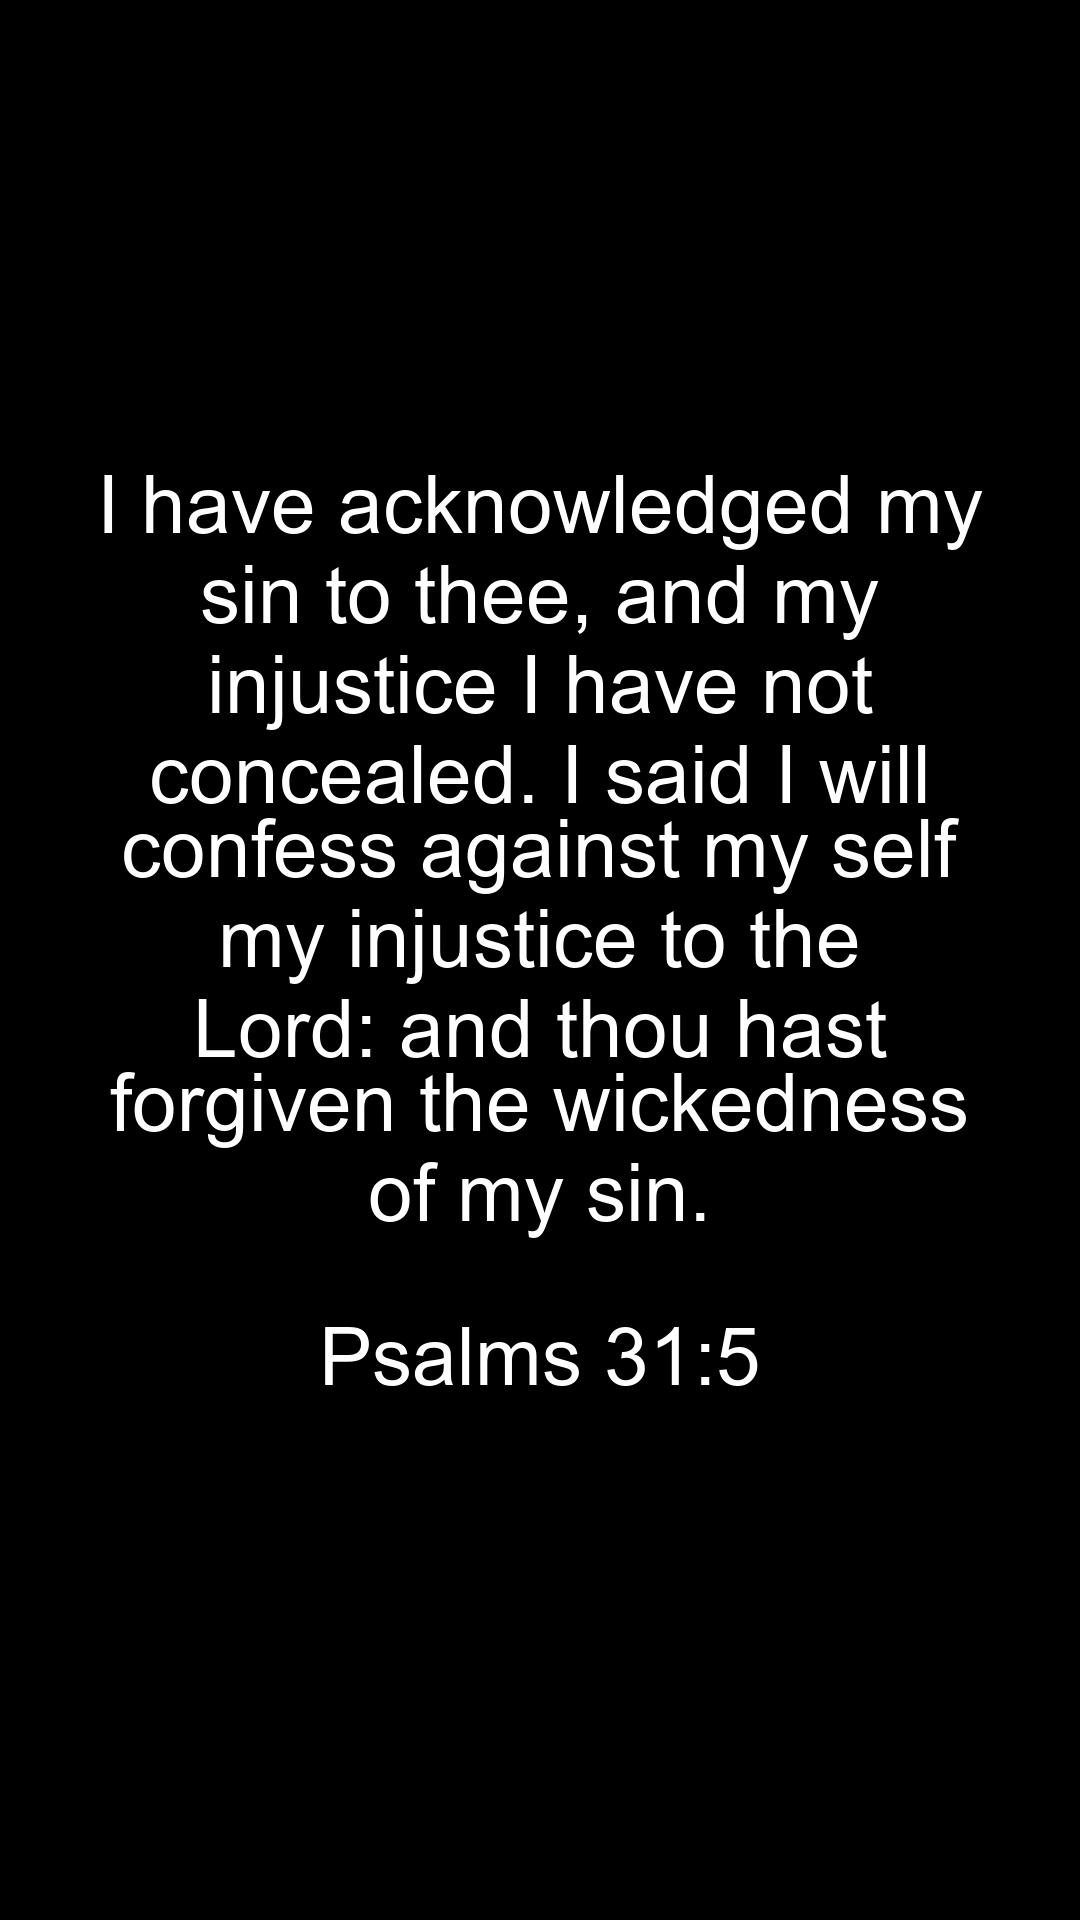 I have acknowledged my
sin to thee, and my
injustice I have not
concealed. I said I will
confess against my self
my injustice to the
Lord: and thou hast
forgiven the wickedness
of my sin.
Psalms 31:5